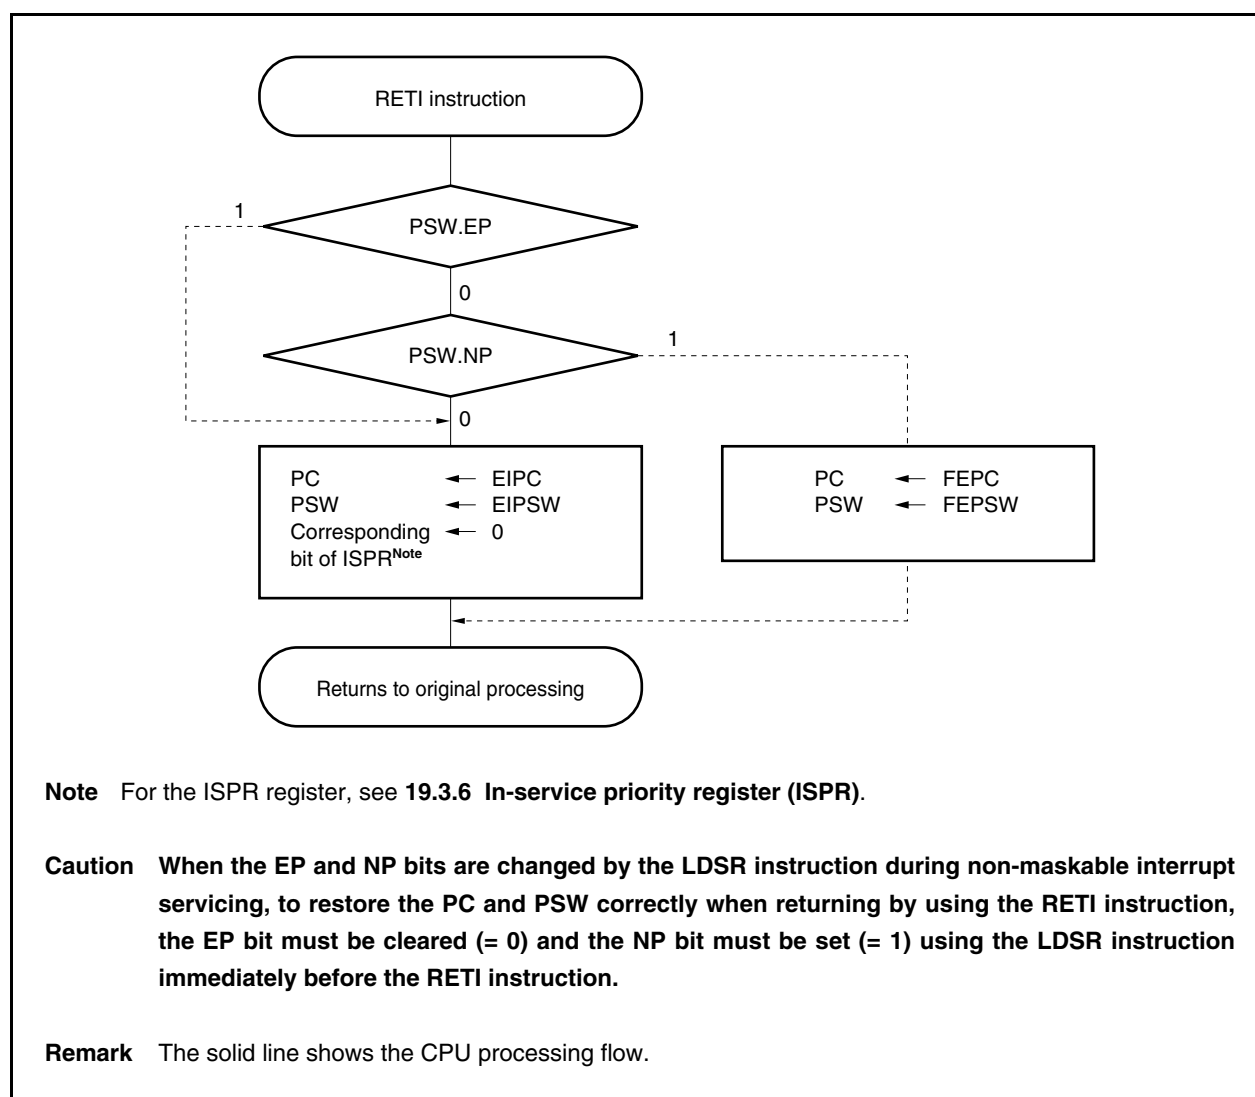 RETI instruction
1
PSW.EP
0
1
PSW.NP
0
PC ← EIPC
PSW ← EIPSW
Corresponding ← 0
bit of ISPRNote
PC ← FEPC
PSW ← FEPSW
Returns to original processing
Note For the ISPR register, see 19.3.6 In-service priority register (ISPR).
Caution When the EP and NP bits are changed by the LDSR instruction during non-maskable interrupt
servicing, to restore the PC and PSW correctly when returning by using the RETI instruction,
the EP bit must be cleared (= 0) and the NP bit must be set (= 1) using the LDSR instruction
immediately before the RETI instruction.
Remark The solid line shows the CPU processing flow.